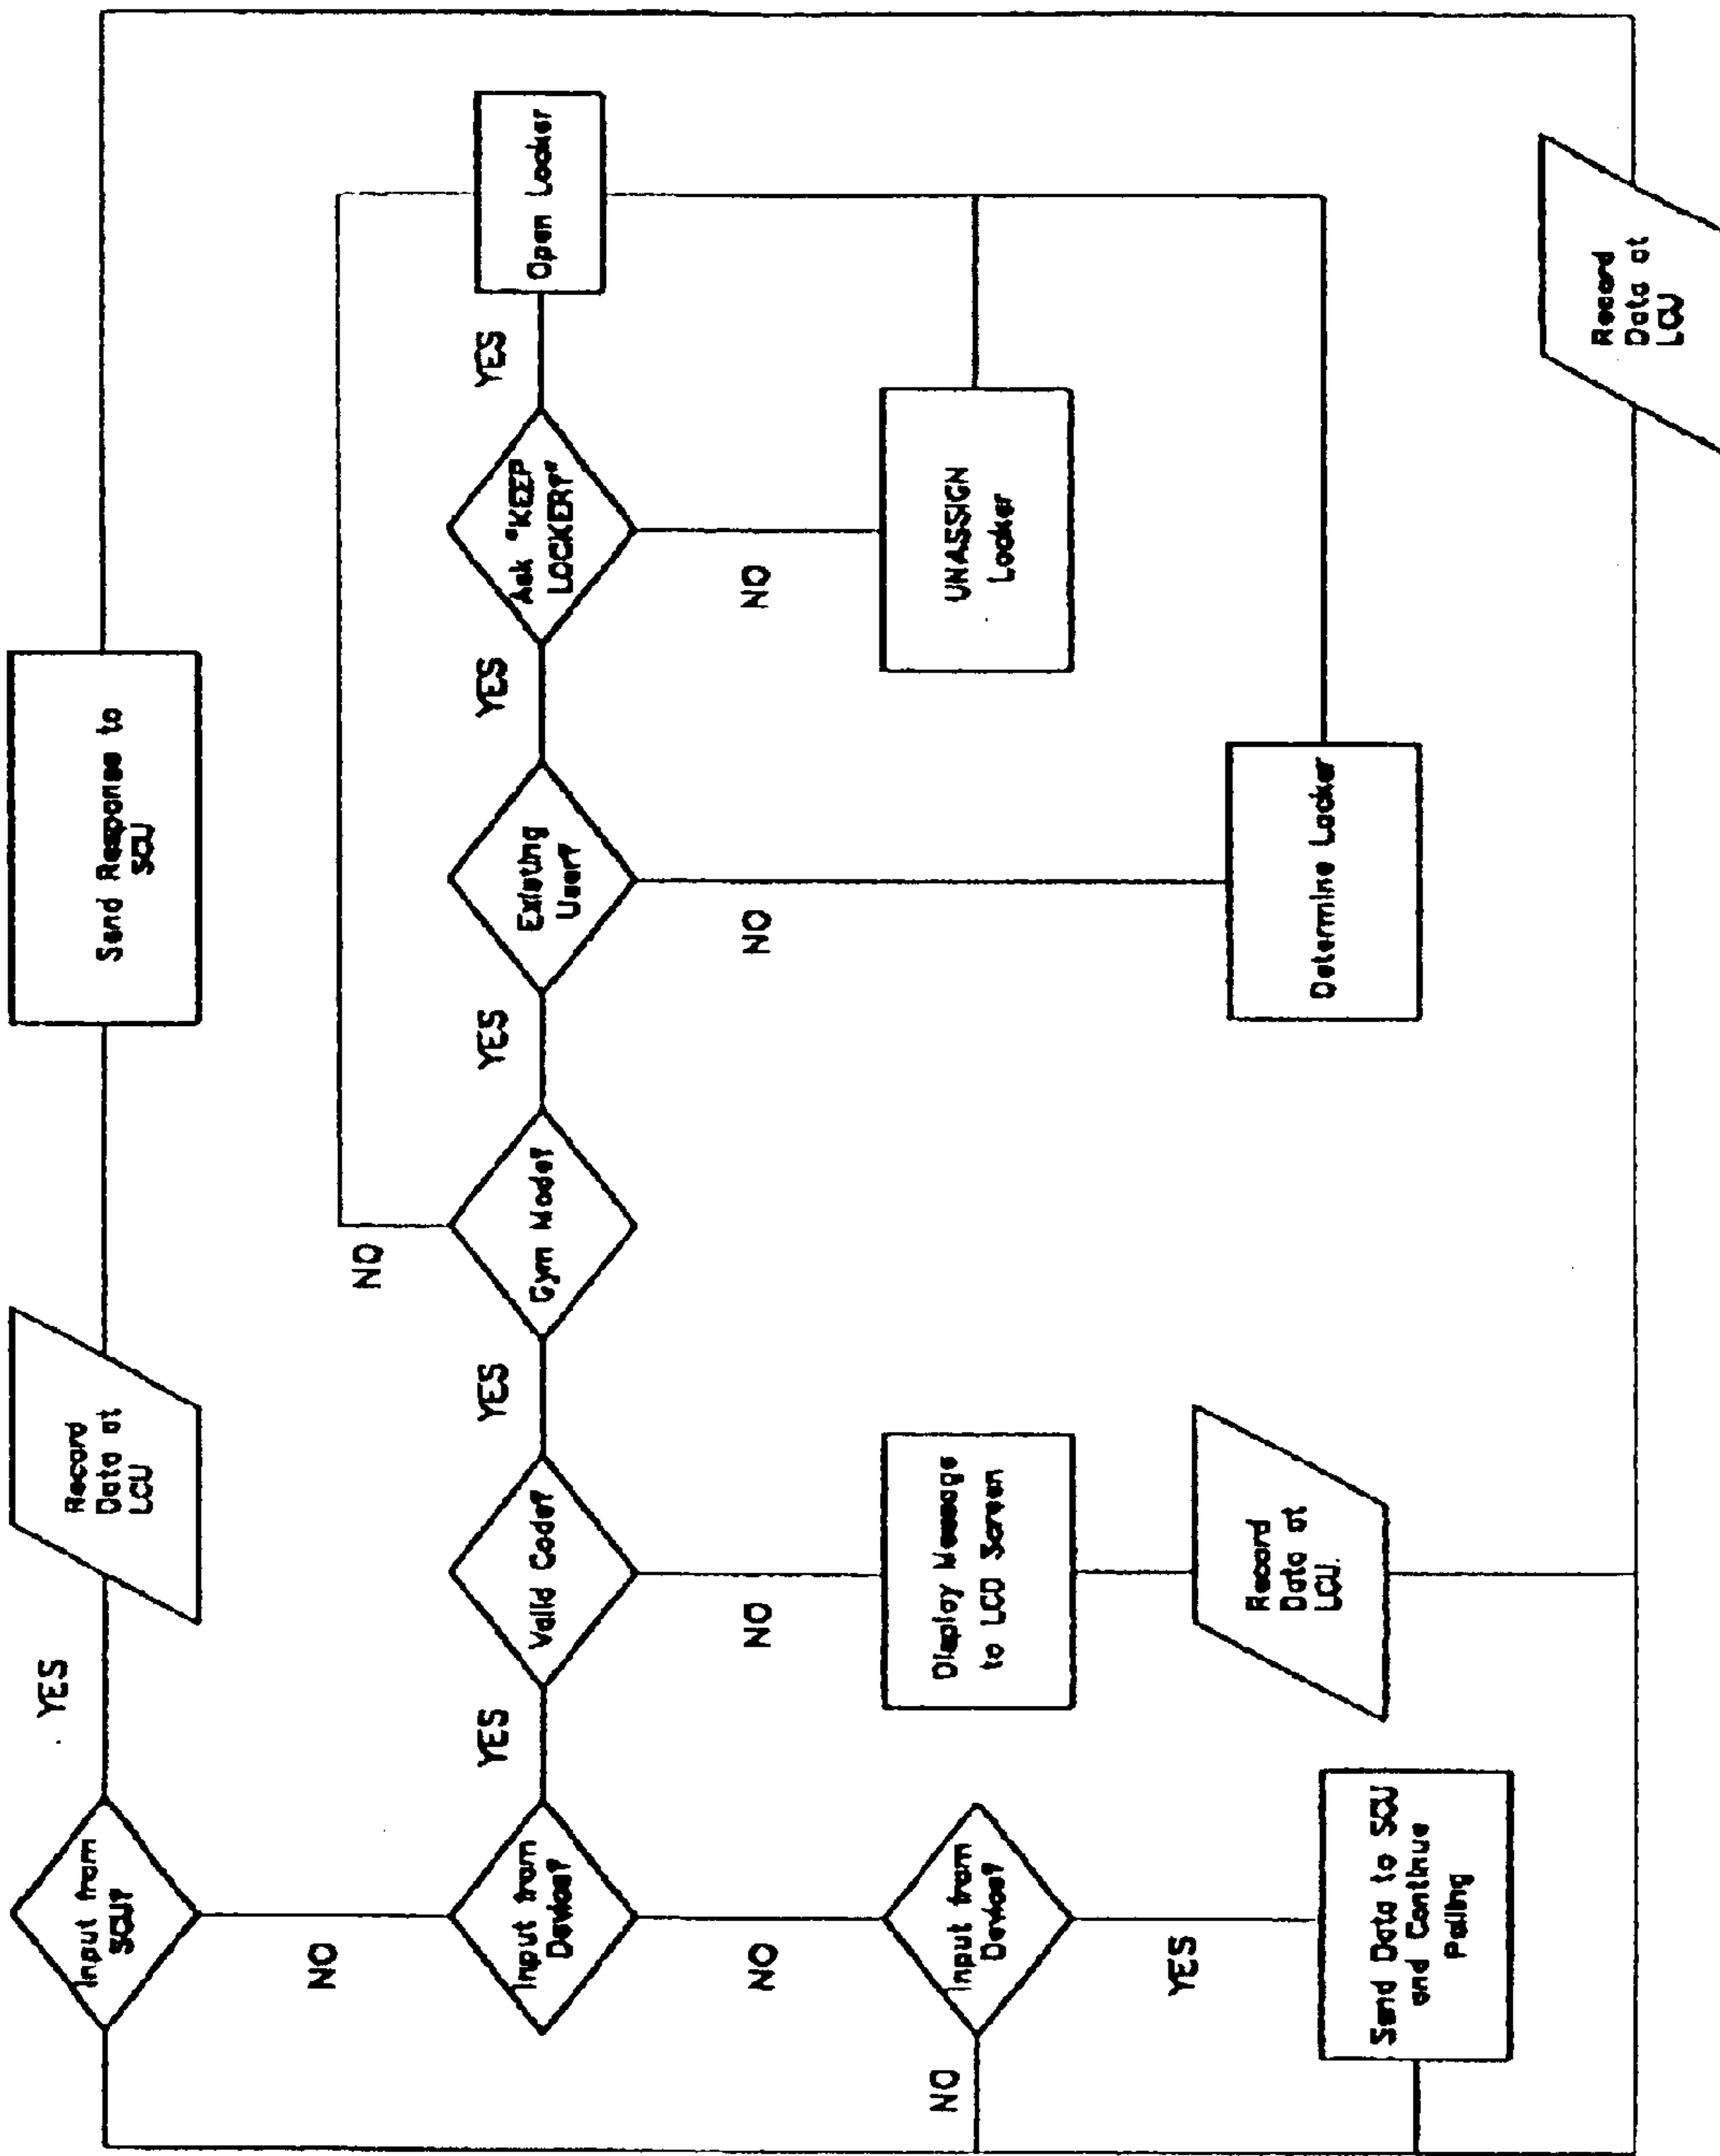 Input from
SCU?
YES
Record
Data at
LCU
Send Response to
SCU
NO
Input from
Device?
YES
Valid Code?
YES
Gym Mode?
NO
YES
Existing
User?
YES
Ask "KEEP
LOCKER?"
YES
Open Locker
NO
Input from
Device?
NO
YES
Send Data to SCU
and Continue
Polling
NO
Display Message
to LCD Screen
Record
Data at
LCU.
NO
Determine Locker
NO
UNASSIGN
Locker
Record
Data at
LCU